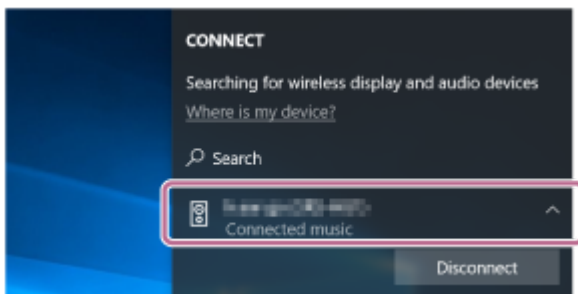 CONNECT
Searching for wireless display and audio devices
Where is my device?
Search
Connected music
Disconnect